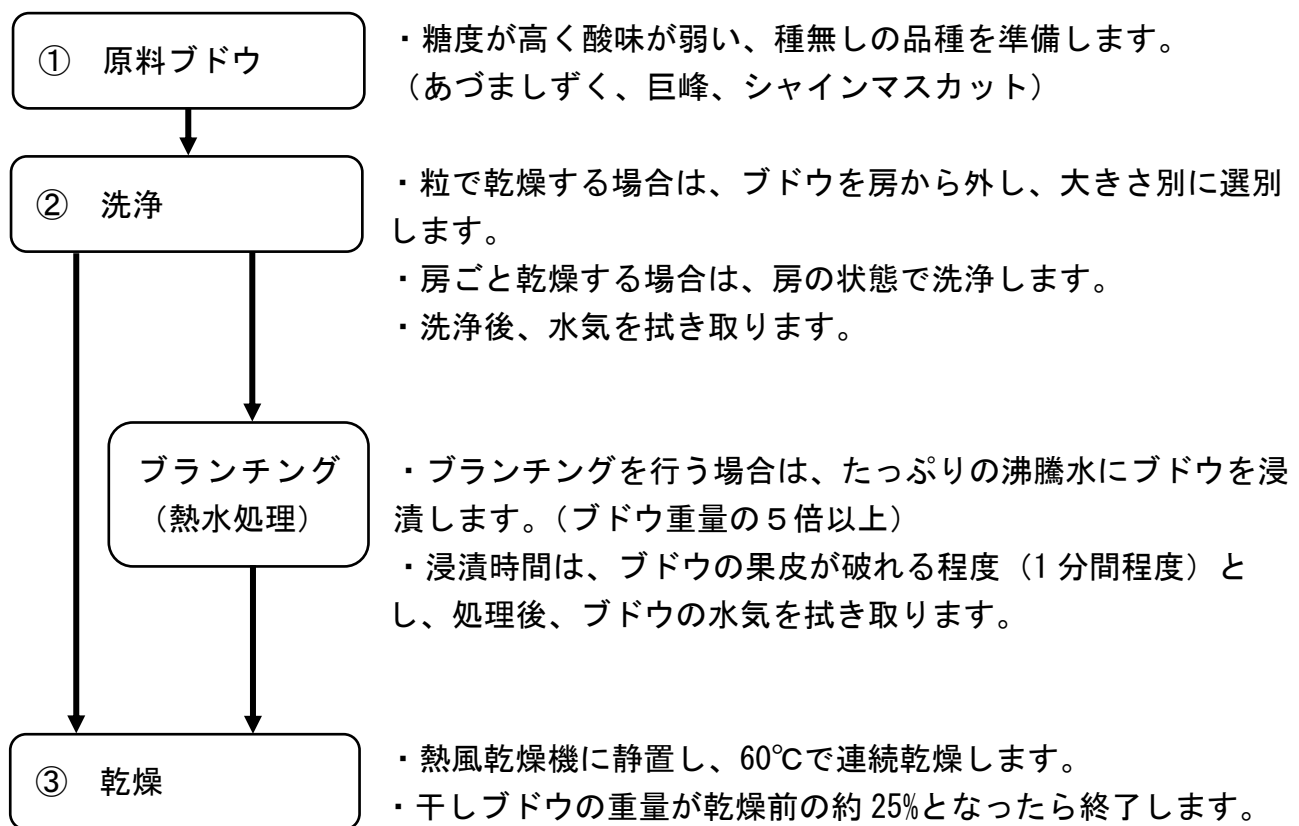 ① 原料ブドウ
・糖度が高く酸味が弱い、種無しの品種を準備します。
（あづましずく、巨峰、シャインマスカット）
② 洗浄
・粒で乾燥する場合は、ブドウを房から外し、大きさ別に選別
します。
・房ごと乾燥する場合は、房の状態で洗浄します。
・洗浄後、水気を拭き取ります。
ブランチング
（熱水処理）
・ブランチングを行う場合は、たっぷりの沸騰水にブドウを浸
漬します。（ブドウ重量の５倍以上）
・浸漬時間は、ブドウの果皮が破れる程度（1 分間程度）と
し、処理後、ブドウの水気を拭き取ります。
③ 乾燥
・熱風乾燥機に静置し、60℃で連続乾燥します。
・干しブドウの重量が乾燥前の約 25%となったら終了します。